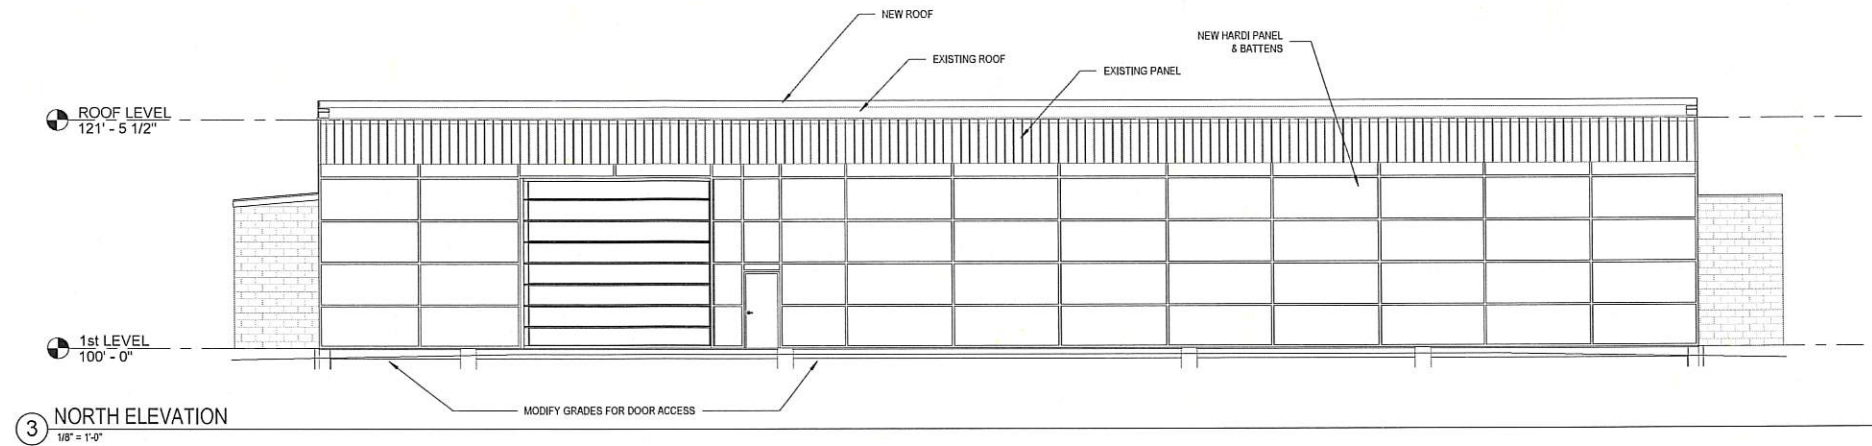 NEW ROOF
NEW HARDI PANEL
& BATTENS
EXISTING ROOF
EXISTING PANEL
ROOF LEVEL
121' - 5 1/2"
1st LEVEL
100' - 0"
MODIFY GRADES FOR DOOR ACCESS
3 NORTH ELEVATION
1/8" = 1'-0"